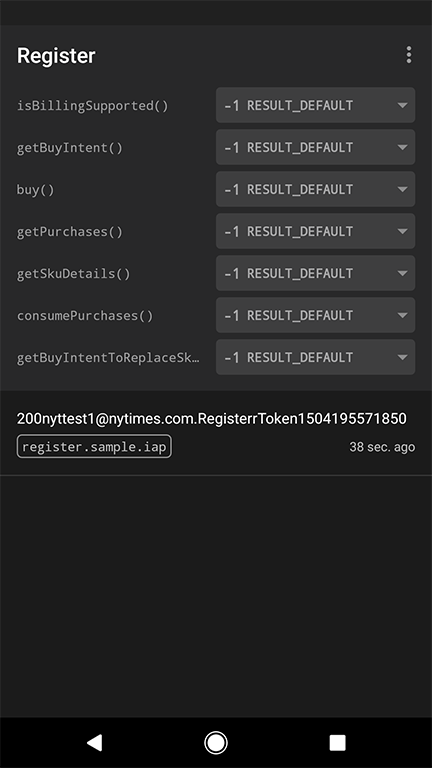 Register
isBillingSupported() -1 RESULT_DEFAULT
getBuyIntent() -1 RESULT_DEFAULT
buy() -1 RESULT_DEFAULT
getPurchases() -1 RESULT_DEFAULT
getSkuDetails() -1 RESULT_DEFAULT
consumePurchases() -1 RESULT_DEFAULT
getBuyIntentToReplaceSk… -1 RESULT_DEFAULT
200nyttest1@nytimes.com.RegisterrToken1504195571850
register.sample.iap 38 sec. ago